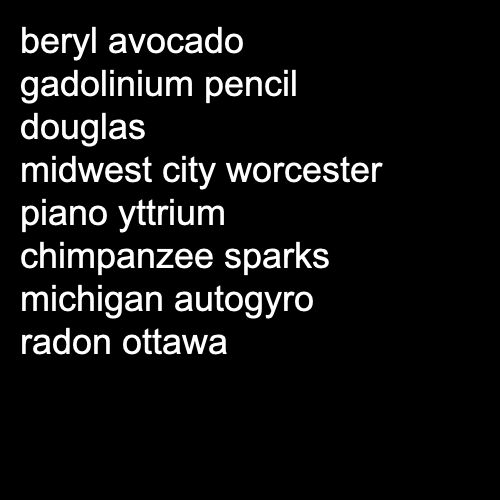 beryl avocado
gadolinium pencil
douglas
midwest city worcester
piano yttrium
chimpanzee sparks
michigan autogyro
radon ottawa